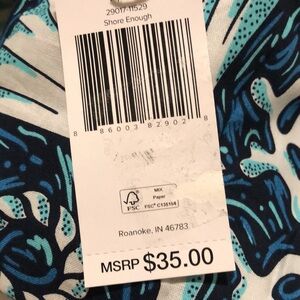 29017-11529
Shore Enough
8 86003 82902 8
FSC
MIX
Paper
Roanoke, IN 46783
MSRP $35.00